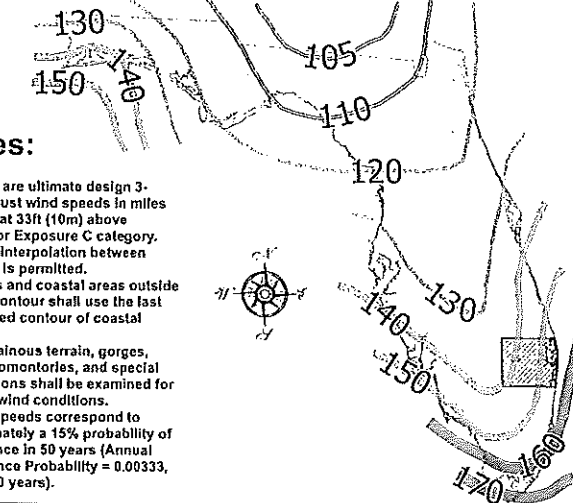 130
105
150
140
110
es:
120
are ultimate design 3-
ust wind speeds in miles
at 33ft (10m) above
or Exposure C category.
interpolation between
is permitted.
s and coastal areas outside
contour shall use the last
ed contour of coastal
ainous terrain, gorges,
omontories, and special
ons shall be examined for
wind conditions.
peeds correspond to
nately a 15% probability of
nce in 50 years (Annual
nce Probability = 0.00333,
0 years).
130
140
150
160
170